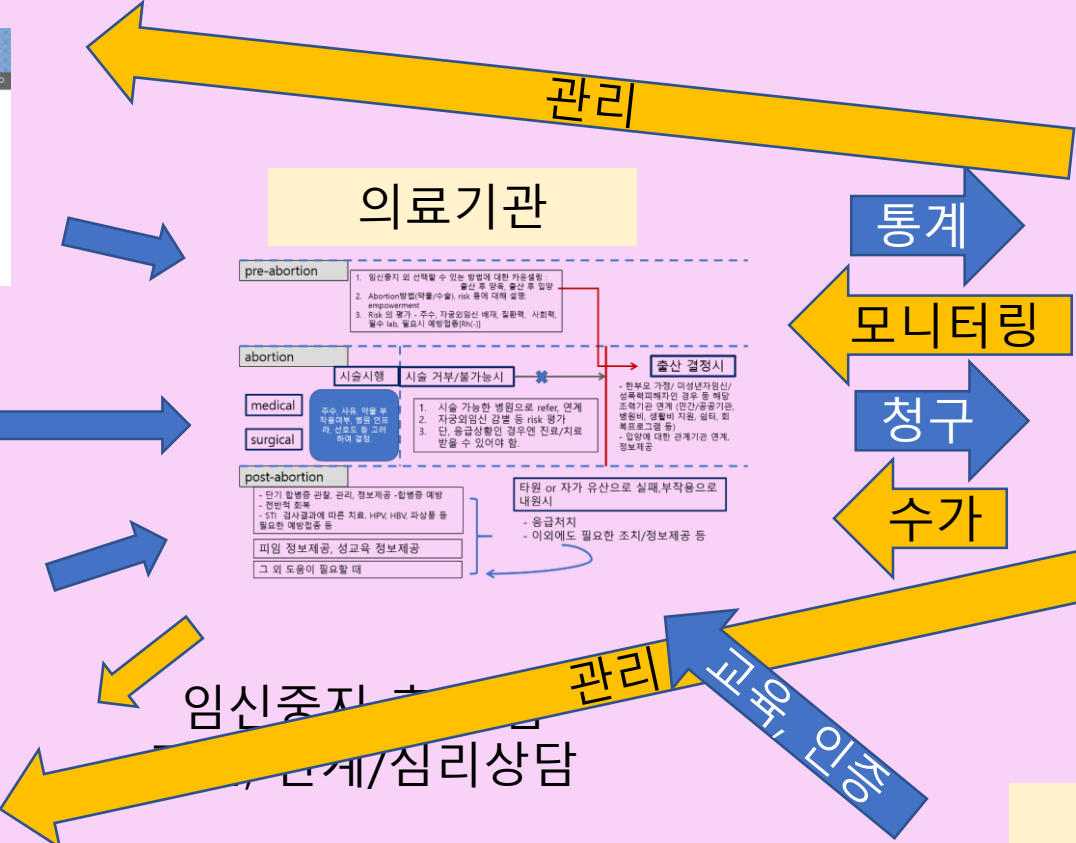 관리
의료기관
통계
pre-abortion
1. 임신중지 외 선택할 수 있는 방법에 대한 카운셀링 :
출산 후 양육, 출산 후 입양
2. Abortion방법(약물/수술), risk 등에 대해 설명:
empowerment
3. Risk 의 평가 - 주수, 자궁외임신 배재, 질환력, 사회력,
필수 lab, 필요시 예방접종[Rh(-)]
모니터링
abortion
시술시행
시술 거부/불가능시
출산 결정시
medical
surgical
주수, 사유, 약물 부
작용여부, 병원 인프
라, 선호도 등 고려
하여 결정.
1. 시술 가능한 병원으로 refer, 연계
2. 자궁외임신 감별 등 risk 평가
3. 단, 응급상황인 경우엔 진료/치료
받을 수 있어야 함.
- 한부모 가정/ 미성년자임신/
성폭력피해자인 경우 등 해당
조력기관 연계 (민간/공공기관,
병원비, 생활비 지원, 쉼터, 회
복프로그램 등)
- 입양에 대한 관계기관 연계,
정보제공
청구
post-abortion
- 단기 합병증 관찰, 관리, 정보제공 -합병증 예방
- 전반적 회복
- STI 검사결과에 따른 치료. HPV, HBV, 파상풍 등
필요한 예방접종 등
피임 정보제공, 성교육 정보제공
그 외 도움이 필요할 때
타원 or 자가 유산으로 실패,부작용으로
내원시
- 응급처치
- 이외에도 필요한 조치/정보제공 등
수가
관리
교육, 인증
임신중지
/심리상담